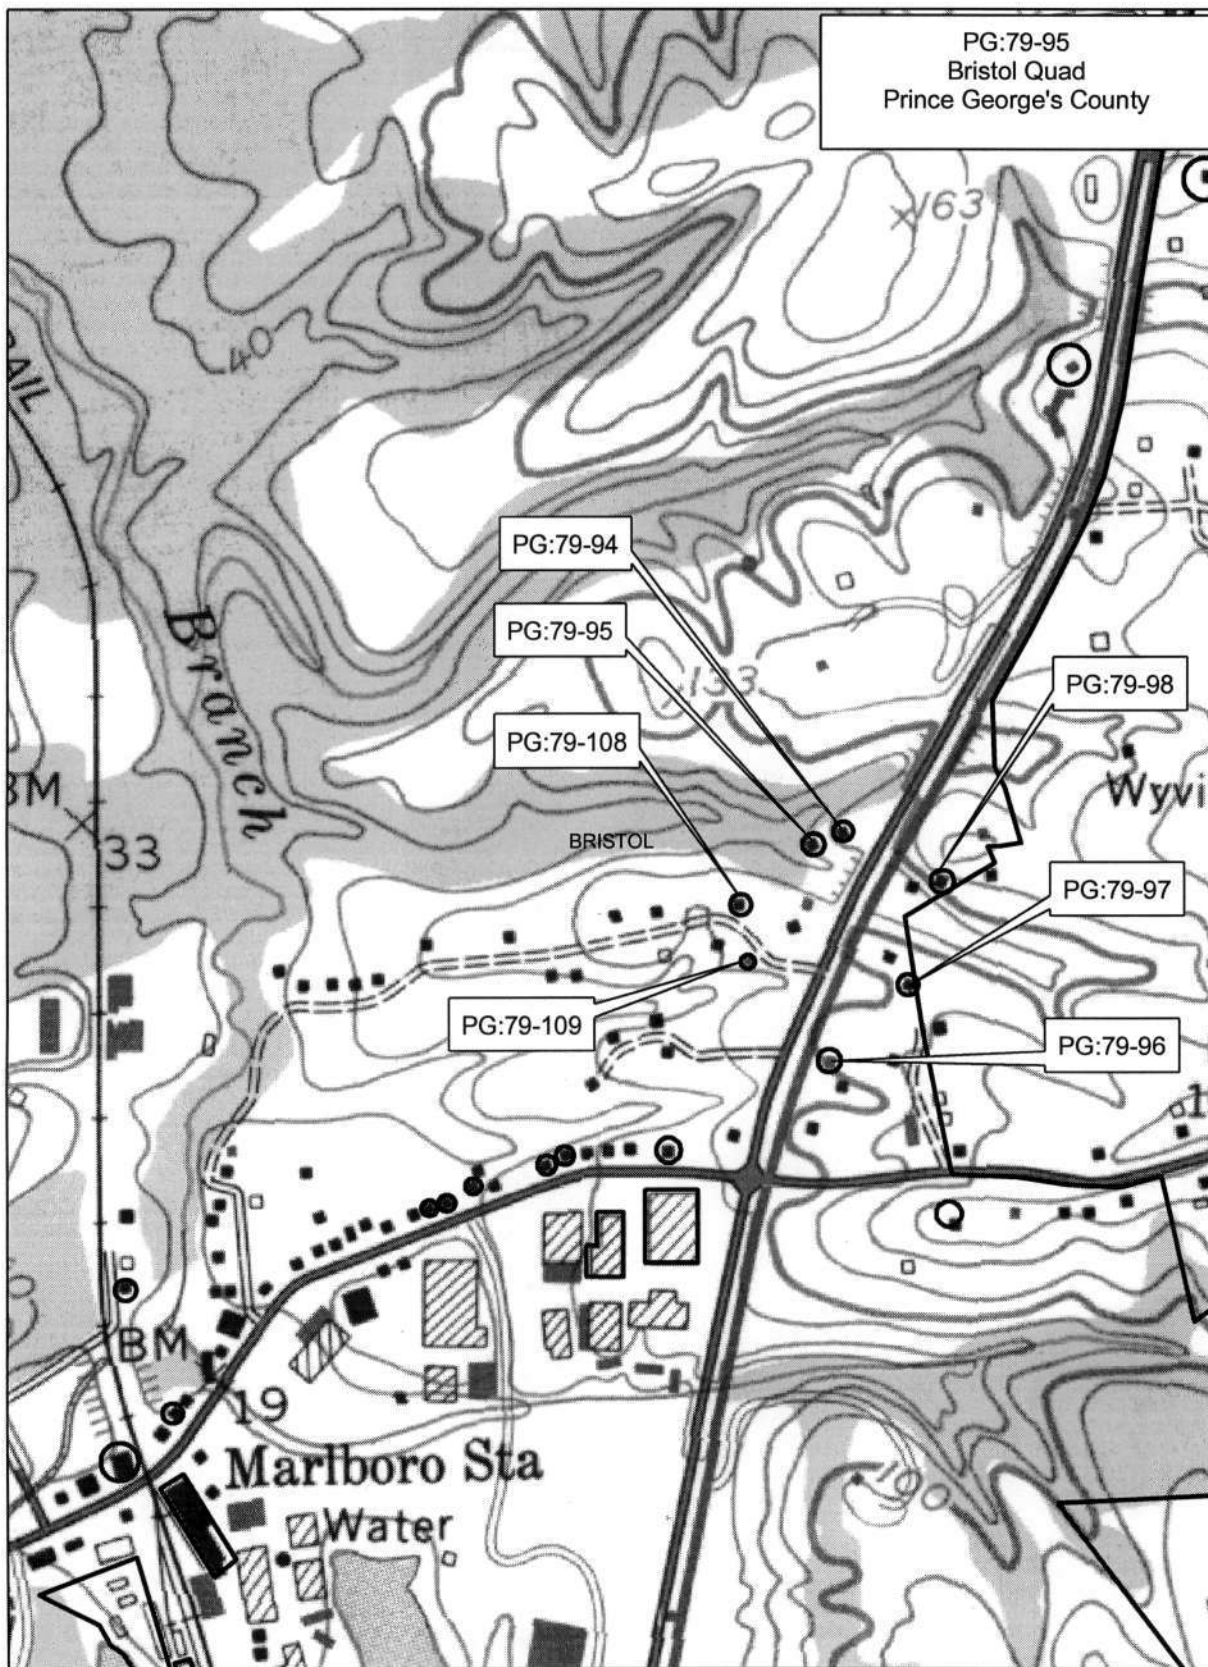 PG:79-95
Bristol Quad
Prince George's County
163
40
PG:79-94
PG:79-95
133
PG:79-98
PG:79-108
Branch
BM
33
BRISTOL
PG:79-97
PG:79-109
PG:79-96
BM
19
Marlboro Sta
Water
100